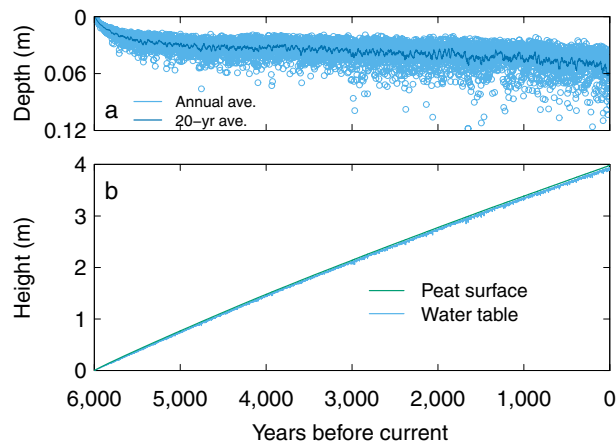 0
0.06
0.12
Depth (m)
a
Annual ave.
20-yr ave.
b
4
3
2
1
0
Height (m)
Peat surface
Water table
6,000 5,000 4,000 3,000 2,000 1,000 0
Years before current